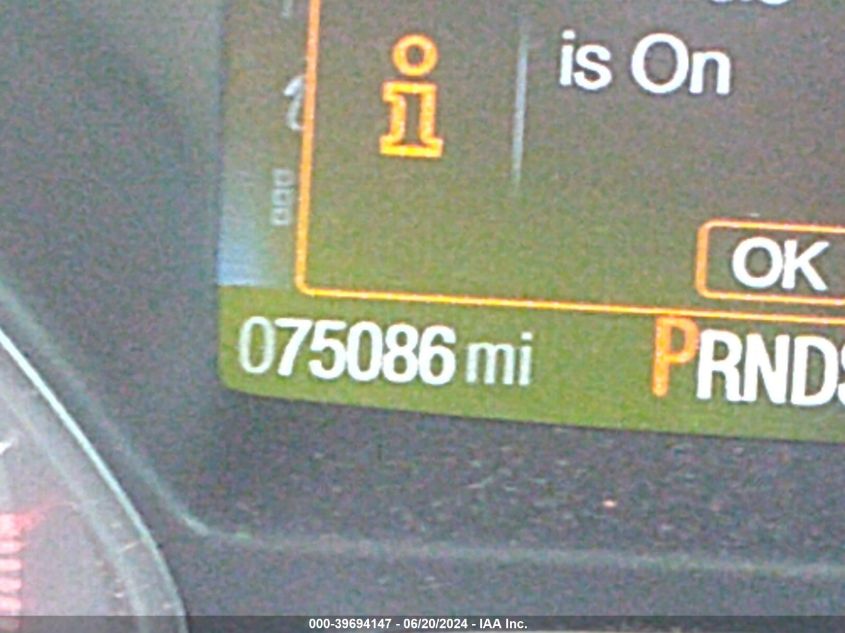 is On
OK
075086 mi
PRNDS
000-39694147 - 06/20/2024 - IAA Inc.